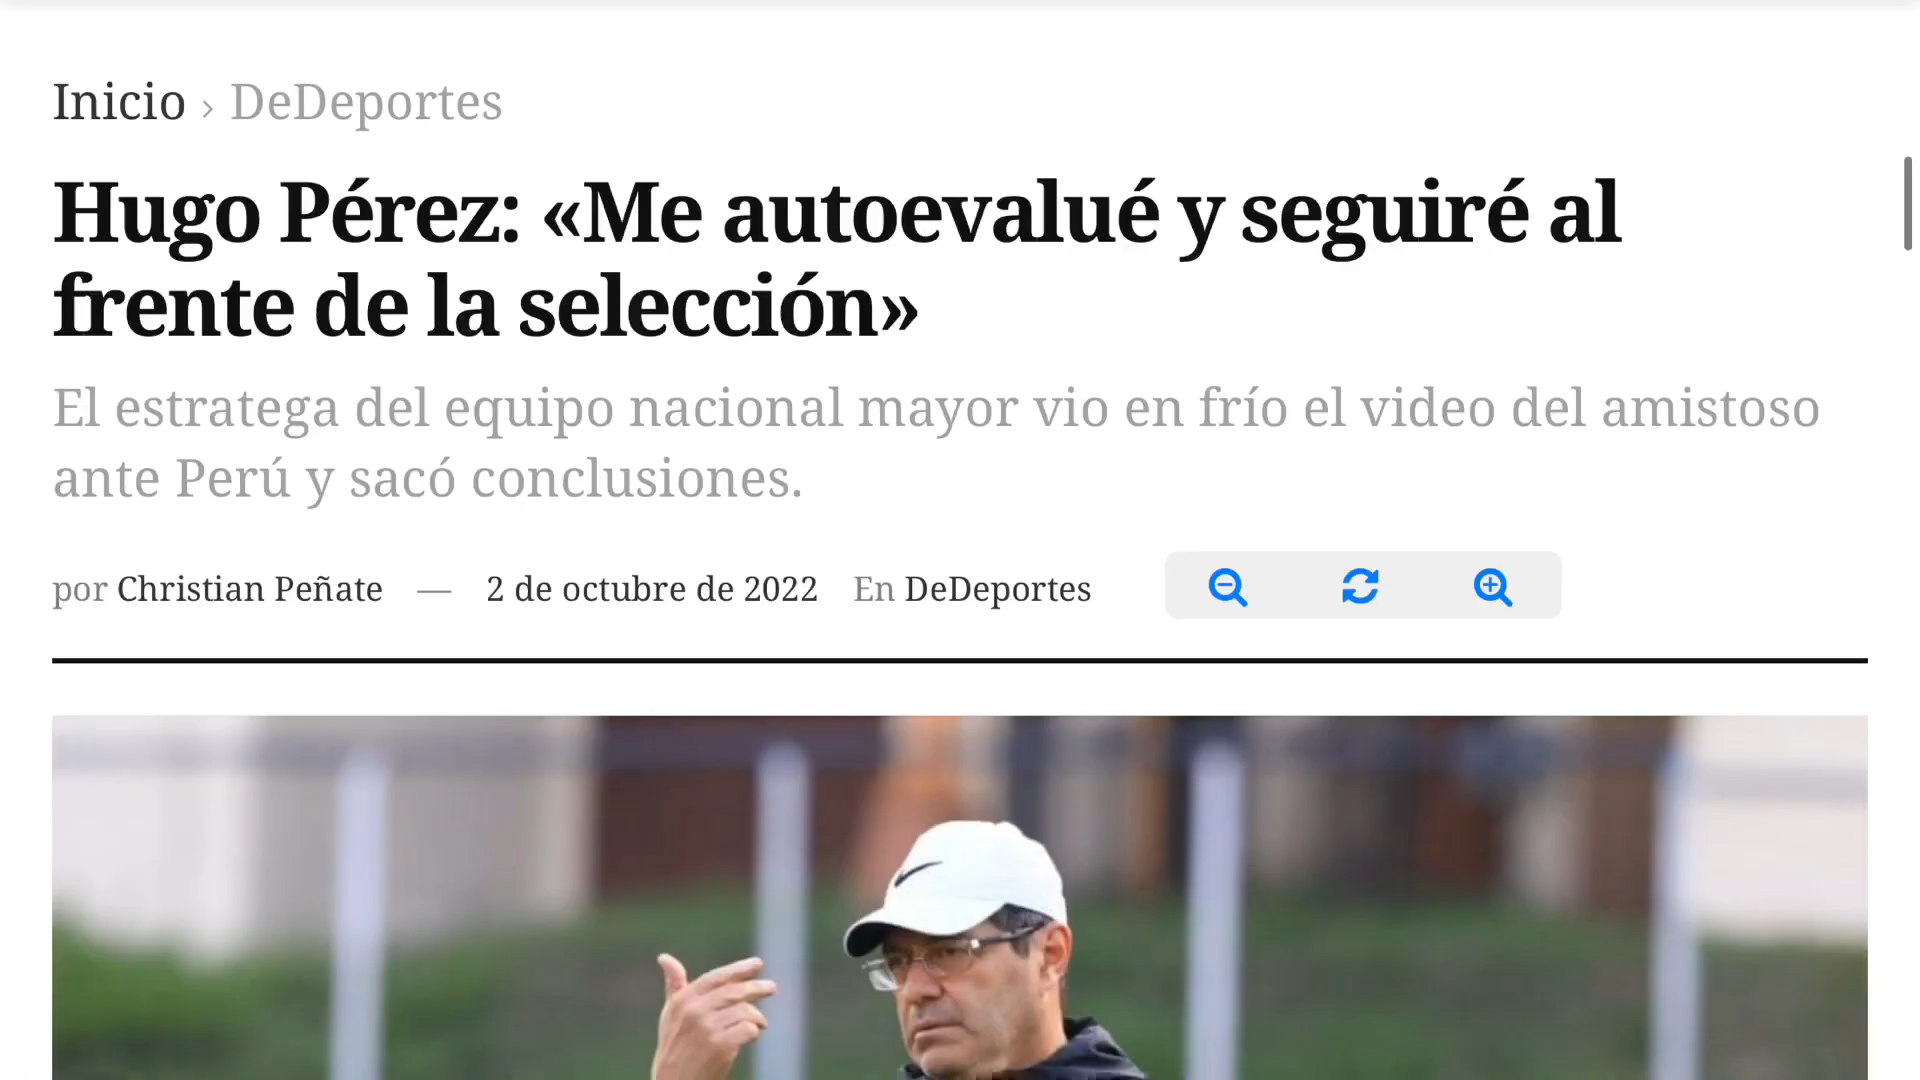 Inicio › DeDeportes
Hugo Pérez: «Me autoevalué y seguiré al
frente de la selección»
El estratega del equipo nacional mayor vio en frío el video del amistoso
ante Perú y sacó conclusiones.
por Christian Peñate — 2 de octubre de 2022 En DeDeportes